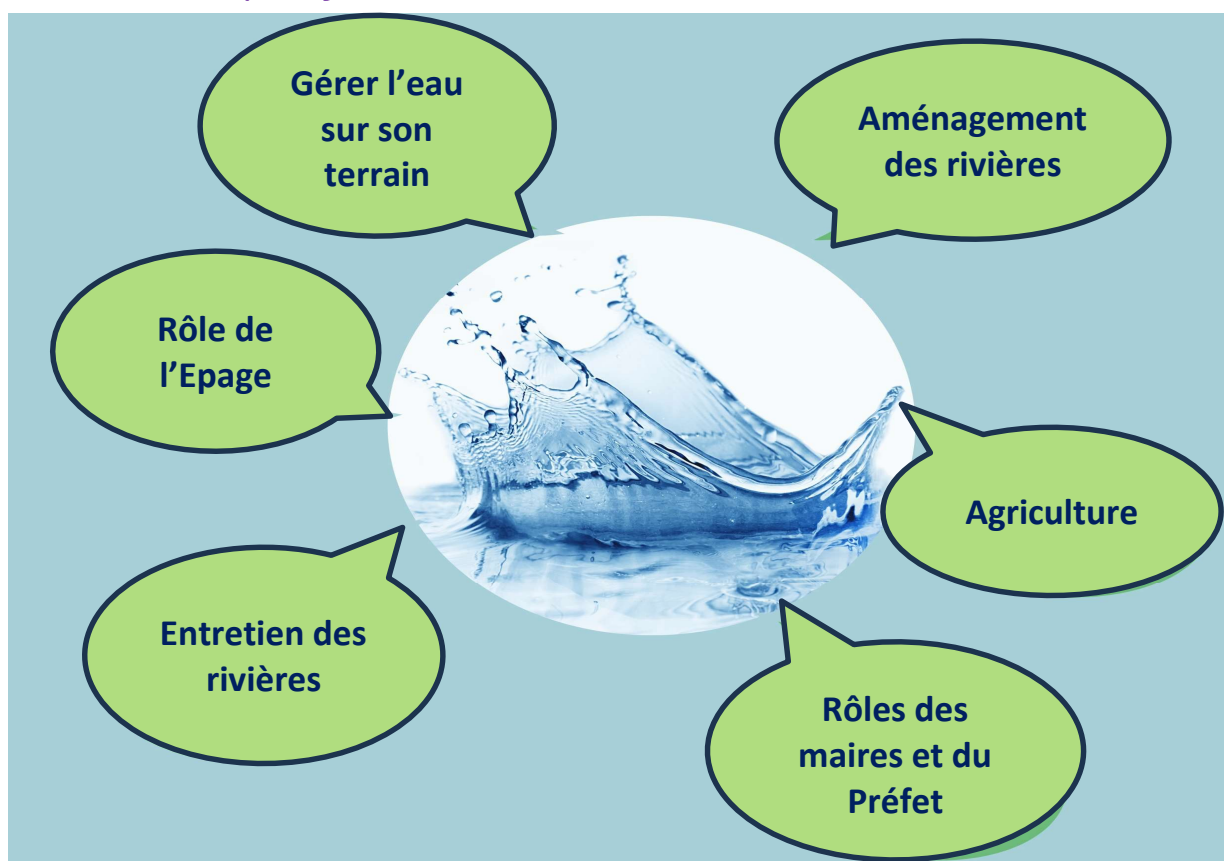 Gérer l’eau
sur son
terrain
Aménagement
des rivières
Rôle de
l’Epage
Agriculture
Entretien des
rivières
Rôles des
maires et du
Préfet